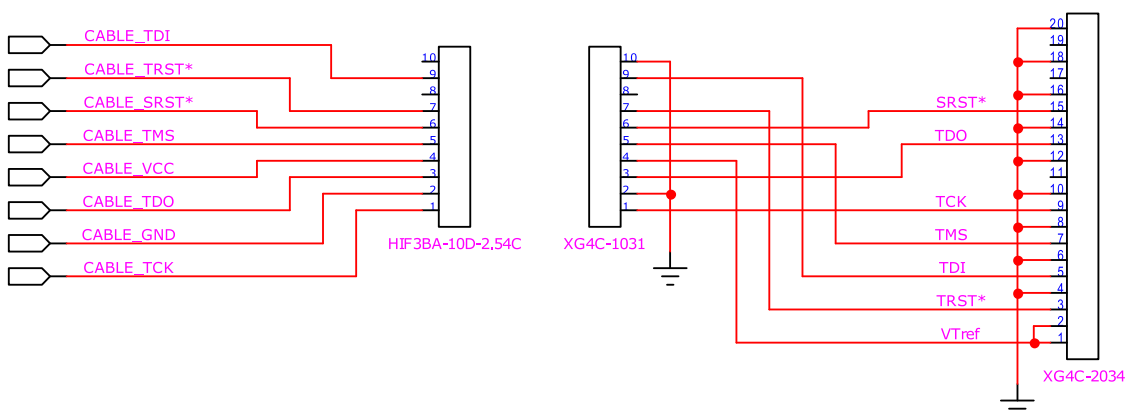 CABLE_TDI
CABLE_TRST*
CABLE_SRST*
CABLE_TMS
CABLE_VCC
CABLE_TDO
CABLE_GND
CABLE_TCK
10
9
8
7
6
5
4
3
2
1
HIF3BA-10D-2.54C
10
9
8
7
6
5
4
3
2
1
XG4C-1031
SRST*
TDO
TCK
TMS
TDI
TRST*
VTref
20
19
18
17
16
15
14
13
12
11
10
9
8
7
6
5
4
3
2
1
XG4C-2034